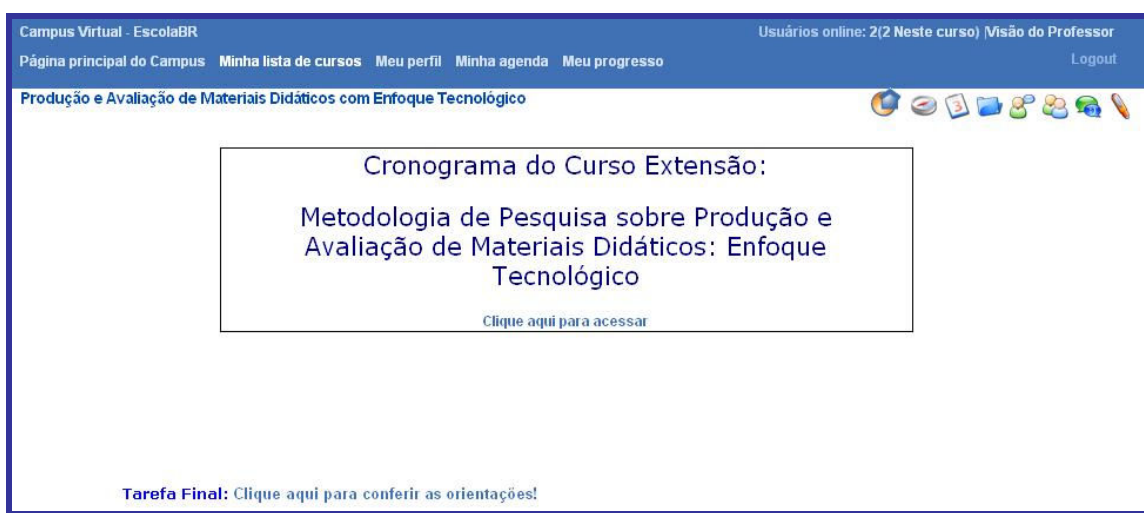 Campus Virtual - EscolaBR
Usuários online: 2(2 Neste curso) |Visão do Professor
Página principal do Campus Minha lista de cursos Meu perfil Minha agenda Meu progresso
Logout
Produção e Avaliação de Materiais Didáticos com Enfoque Tecnológico
3
Cronograma do Curso Extensão:
Metodologia de Pesquisa sobre Produção e
Avaliação de Materiais Didáticos: Enfoque
Tecnológico
Clique aqui para acessar
Tarefa Final: Clique aqui para conferir as orientações!